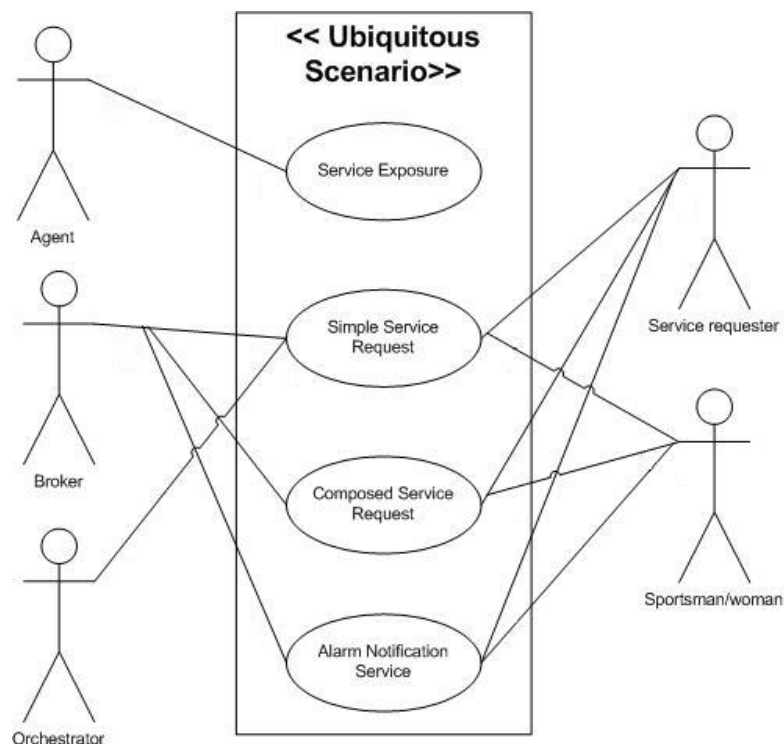 << Ubiquitous
Scenario>>
Service Exposure
Agent
Simple Service
Request
Service requester
Broker
Composed Service
Request
Sportsman/woman
Alarm Notification
Service
Orchestrator